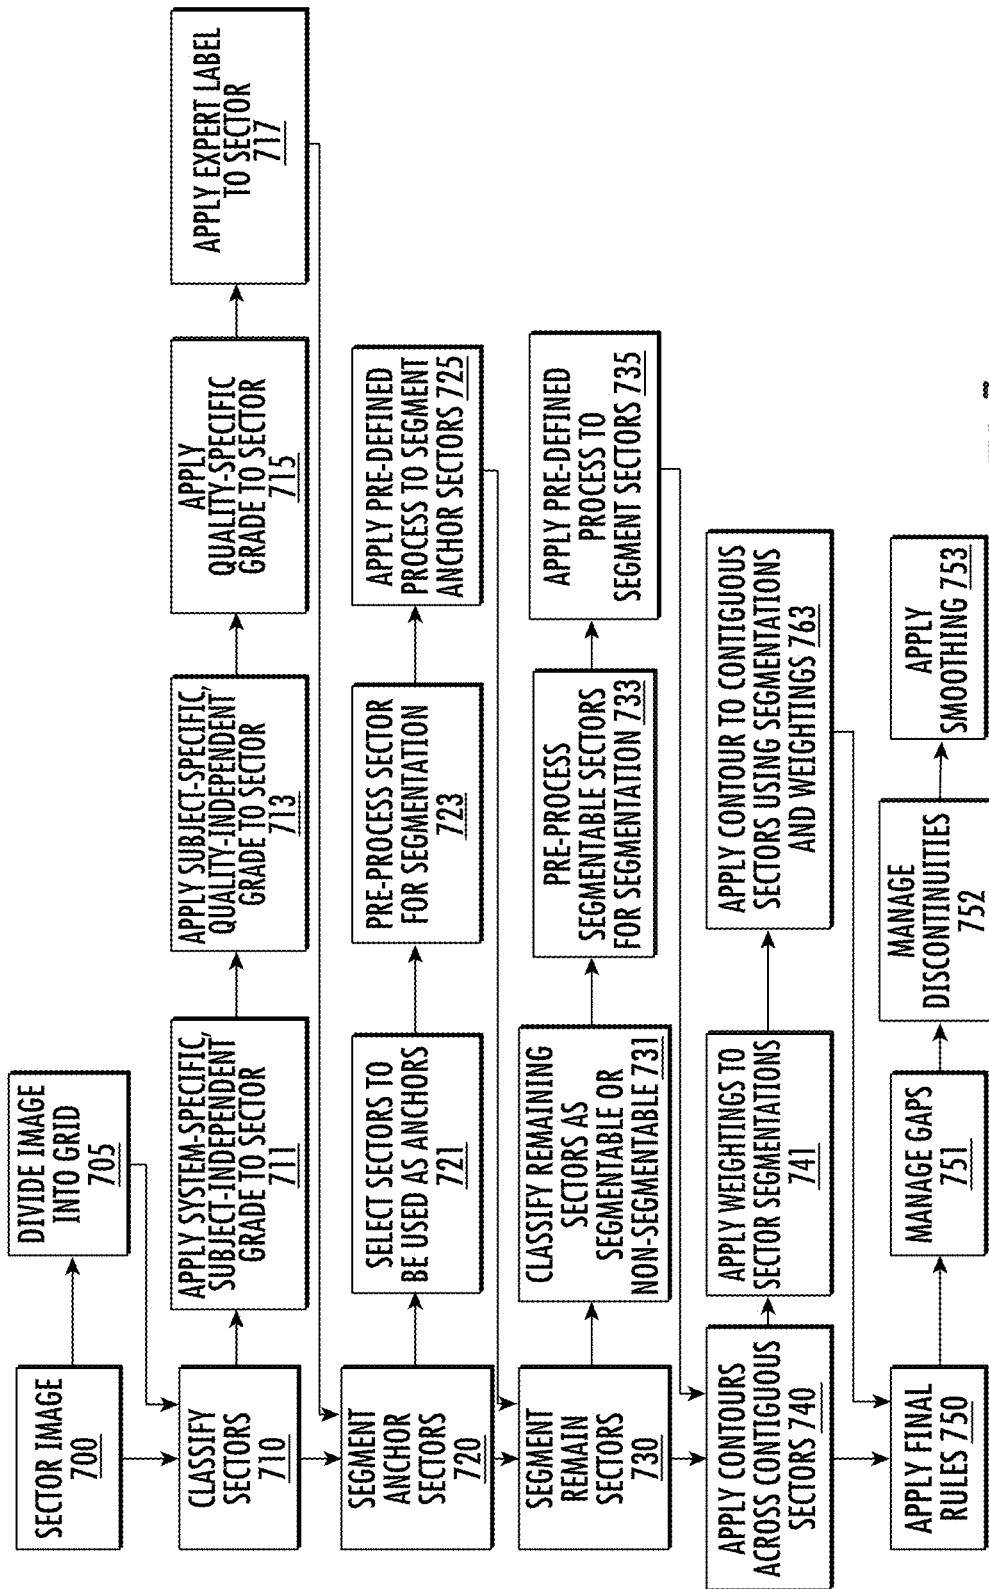 SECTOR IMAGE
700
DIVIDE IMAGE
INTO GRID
705
CLASSIFY
SECTORS
710
APPLY SYSTEM-SPECIFIC,
SUBJECT-INDEPENDENT
GRADE TO SECTOR
711
APPLY SUBJECT-SPECIFIC,
QUALITY-INDEPENDENT
GRADE TO SECTOR
713
APPLY
QUALITY-SPECIFIC
GRADE TO SECTOR
715
APPLY EXPERT LABEL
TO SECTOR
717
SEGMENT
ANCHOR
SECTORS
720
SELECT SECTORS TO
BE USED AS ANCHORS
721
PRE-PROCESS SECTOR
FOR SEGMENTATION
723
APPLY PRE-DEFINED
PROCESS TO SEGMENT
ANCHOR SECTORS 725
SEGMENT
REMAIN
SECTORS
730
CLASSIFY REMAINING
SECTORS AS
SEGMENTABLE OR
NON-SEGMENTABLE 731
PRE-PROCESS
SEGMENTABLE SECTORS
FOR SEGMENTATION 733
APPLY PRE-DEFINED
PROCESS TO
SEGMENT SECTORS 735
APPLY CONTOURS
ACROSS CONTIGUOUS
SECTORS 740
APPLY WEIGHTINGS TO
SECTOR SEGMENTATIONS
741
APPLY CONTOUR TO CONTIGUOUS
SECTORS USING SEGMENTATIONS
AND WEIGHTINGS 763
APPLY FINAL
RULES 750
MANAGE GAPS
751
MANAGE
DISCONTINUITIES
752
APPLY
SMOOTHING 753